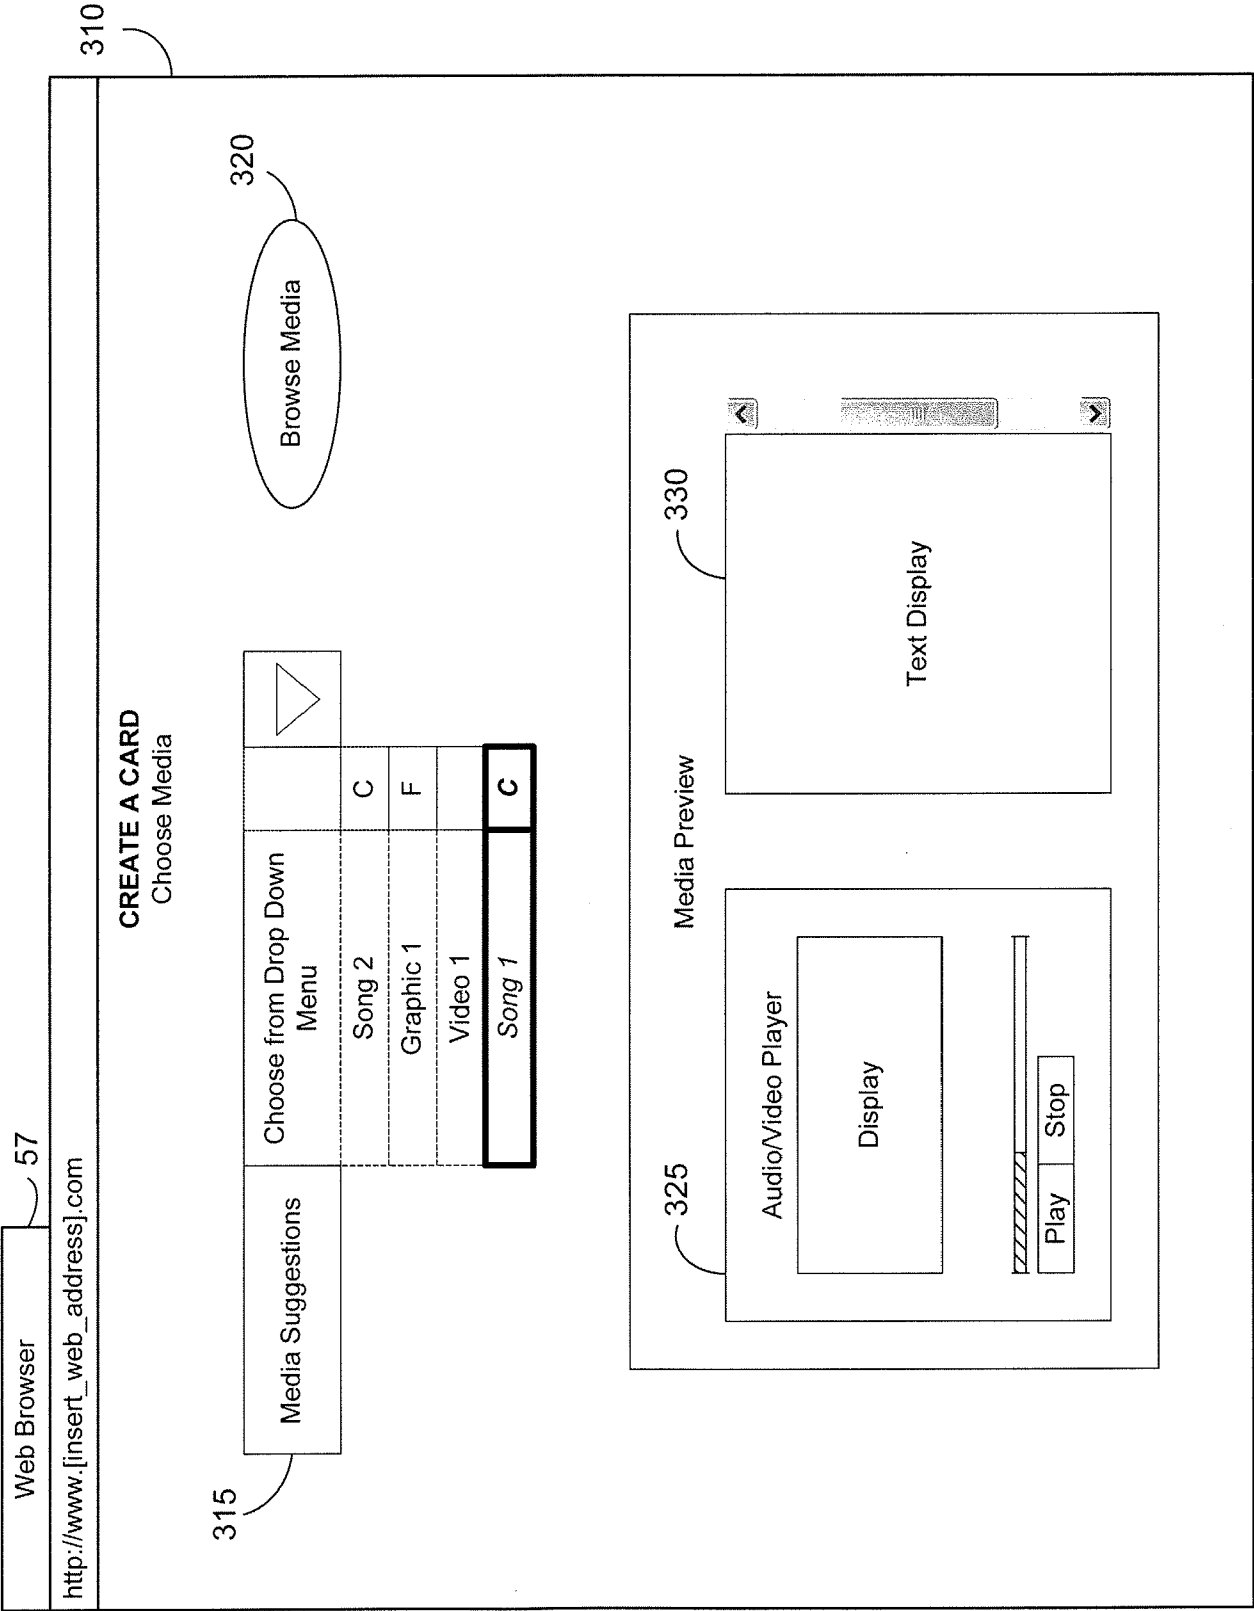 Web Browser
57
http://www.[insert_web_address].com
310
CREATE A CARD
Choose Media
315
Media Suggestions
Choose from Drop Down
Menu
Song 2 C
Graphic 1 F
Video 1
Song 1 C
320
Browse Media
Media Preview
325
Audio/Video Player
Display
Play Stop
330
Text Display